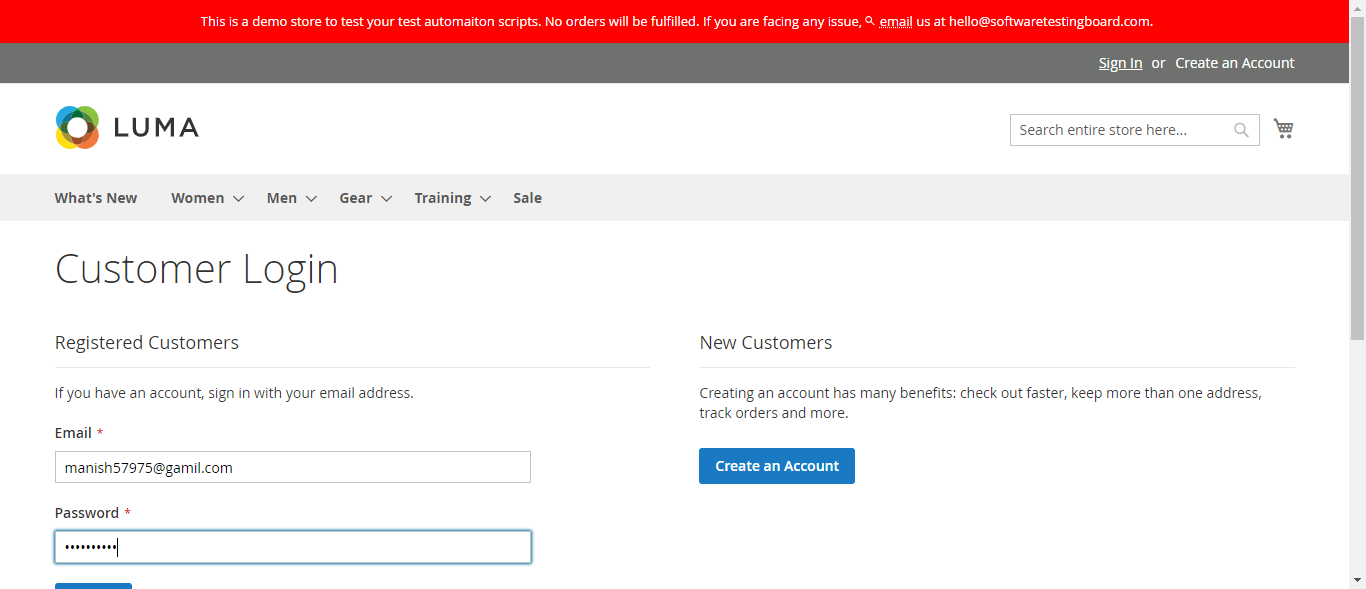 This is a demo store to test your test automaiton scripts. No orders will be fulfilled. If you are facing any issue, email us at hello@softwaretestingboard.com.
Sign In or Create an Account
LUMA
Search entire store here...
What's New Women Men Gear Training Sale
Customer Login
Registered Customers
If you have an account, sign in with your email address.
Email *
manish57975@gamil.com
Password *
••••••••••
New Customers
Creating an account has many benefits: check out faster, keep more than one address,
track orders and more.
Create an Account